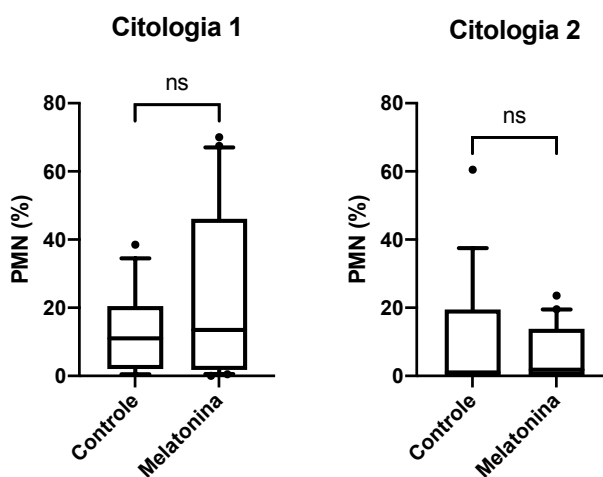 Citologia 1
ns
80
60
40
20
0
PMN (%)
Controle
Melatonina
Citologia 2
ns
80
60
40
20
0
PMN (%)
Controle
Melatonina